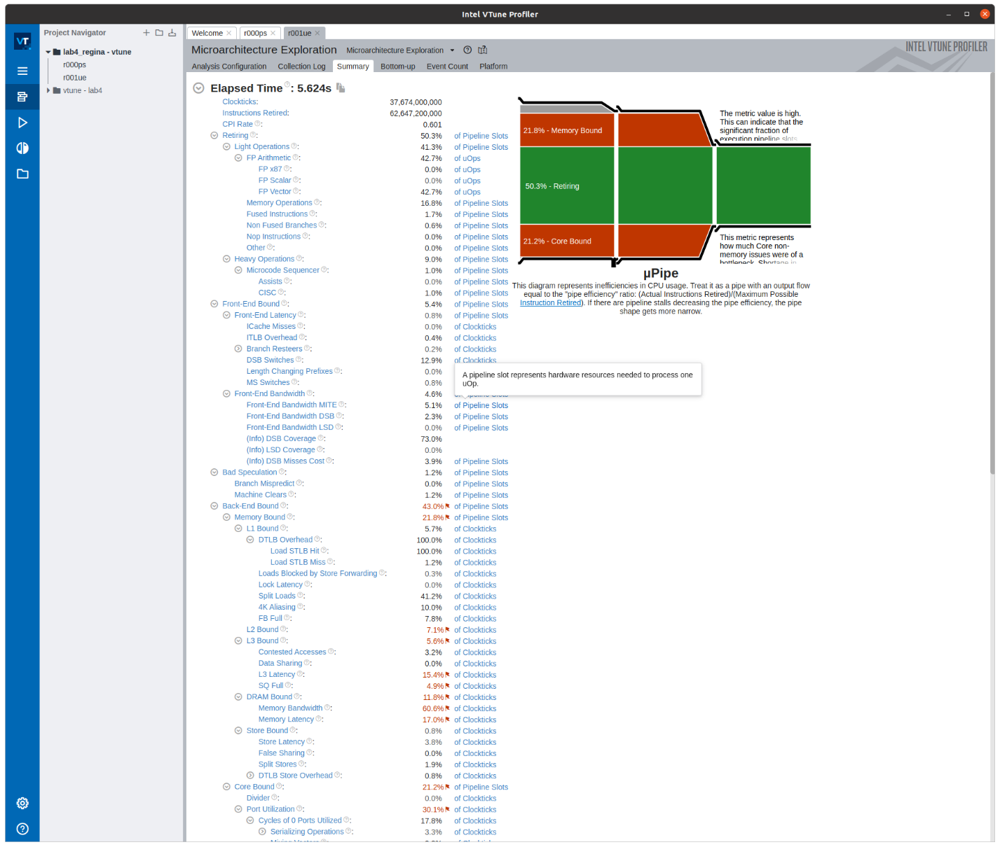 Intel VTune Profiler
VT
Project Navigator
lab4_regina - vtune
r000ps
r001ue
vtune - lab4
Welcome
r000ps
r001ue
Microarchitecture Exploration Microarchitecture Exploration
INTEL VTUNE PROFILER
Analysis Configuration Collection Log Summary Bottom-up Event Count Platform
Elapsed Time: 5.624s
Clockticks: 37,674,000,000
Instructions Retired: 62,647,200,000
CPI Rate: 0.601
Retiring: 50.3% of Pipeline Slots
Light Operations: 41.3% of Pipeline Slots
FP Arithmetic: 42.7% of uOps
FP x87: 0.0% of uOps
FP Scalar: 0.0% of uOps
FP Vector: 42.7% of uOps
Memory Operations: 16.8% of Pipeline Slots
Fused Instructions: 1.7% of Pipeline Slots
Non Fused Branches: 0.6% of Pipeline Slots
Nop Instructions: 0.0% of Pipeline Slots
Other: 0.0% of Pipeline Slots
Heavy Operations: 9.0% of Pipeline Slots
Microcode Sequencer: 1.0% of Pipeline Slots
Assists: 0.0% of Pipeline Slots
CISC: 1.0% of Pipeline Slots
Front-End Bound: 5.4% of Pipeline Slots
Front-End Latency: 0.8% of Pipeline Slots
ICache Misses: 0.0% of Clockticks
ITLB Overhead: 0.4% of Clockticks
Branch Resteers: 0.2% of Clockticks
DSB Switches: 12.9% of Clockticks
Length Changing Prefixes: 0.0%
MS Switches: 0.8%
Front-End Bandwidth: 4.6% of Pipeline Slots
Front-End Bandwidth MITE: 5.1% of Pipeline Slots
Front-End Bandwidth DSB: 2.3% of Pipeline Slots
Front-End Bandwidth LSD: 0.0% of Pipeline Slots
(Info) DSB Coverage: 73.0%
(Info) LSD Coverage: 0.0%
(Info) DSB Misses Cost: 3.9% of Pipeline Slots
Bad Speculation: 1.2% of Pipeline Slots
Branch Mispredict: 0.0% of Pipeline Slots
Machine Clears: 1.2% of Pipeline Slots
Back-End Bound: 43.0% of Pipeline Slots
Memory Bound: 21.8% of Pipeline Slots
L1 Bound: 5.7% of Clockticks
DTLB Overhead: 100.0% of Clockticks
Load STLB Hit: 100.0% of Clockticks
Load STLB Miss: 1.2% of Clockticks
Loads Blocked by Store Forwarding: 0.3% of Clockticks
Lock Latency: 0.0% of Clockticks
Split Loads: 41.2% of Clockticks
4K Aliasing: 10.0% of Clockticks
FB Full: 7.8% of Clockticks
L2 Bound: 7.1% of Clockticks
L3 Bound: 5.6% of Clockticks
Contested Accesses: 3.2% of Clockticks
Data Sharing: 0.0% of Clockticks
L3 Latency: 15.4% of Clockticks
SQ Full: 4.9% of Clockticks
DRAM Bound: 11.8% of Clockticks
Memory Bandwidth: 60.6% of Clockticks
Memory Latency: 17.0% of Clockticks
Store Bound: 0.8% of Clockticks
Store Latency: 3.8% of Clockticks
False Sharing: 0.0% of Clockticks
Split Stores: 1.9% of Clockticks
DTLB Store Overhead: 0.8% of Clockticks
Core Bound: 21.2% of Pipeline Slots
Divider: 0.0% of Clockticks
Port Utilization: 30.1% of Clockticks
Cycles of 0 Ports Utilized: 17.8% of Clockticks
Serializing Operations: 3.3% of Clockticks
A pipeline slot represents hardware resources needed to process one
uOp.
21.8% - Memory Bound
50.3% - Retiring
21.2% - Core Bound
The metric value is high.
This can indicate that the
significant fraction of
execution pipeline slots
This metric represents
how much Core non-
memory issues were of a
bottleneck. Shortage in
µPipe
This diagram represents inefficiencies in CPU usage. Treat it as a pipe with an output flow
equal to the "pipe efficiency" ratio: (Actual Instructions Retired)/(Maximum Possible
Instruction Retired). If there are pipeline stalls decreasing the pipe efficiency, the pipe
shape gets more narrow.